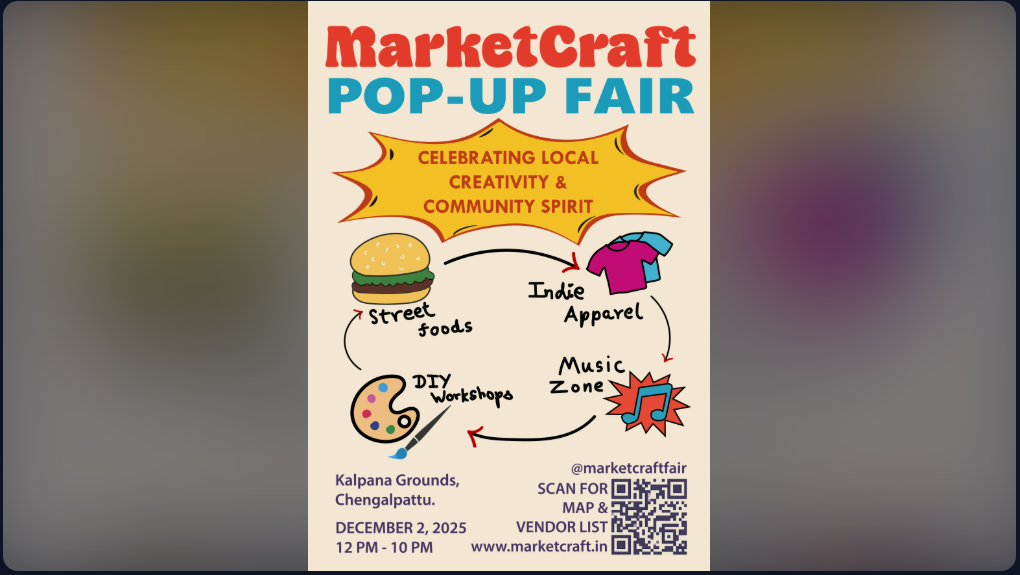 MarketCraft
POP-UP FAIR
CELEBRATING LOCAL
CREATIVITY &
COMMUNITY SPIRIT
Street
foods
Indie
Apparel
Music
Zone
DIY
Workshops
Kalpana Grounds,
Chengalpattu.
DECEMBER 2, 2025
12 PM - 10 PM
@marketcraftfair
SCAN FOR
MAP &
VENDOR LIST
www.marketcraft.in